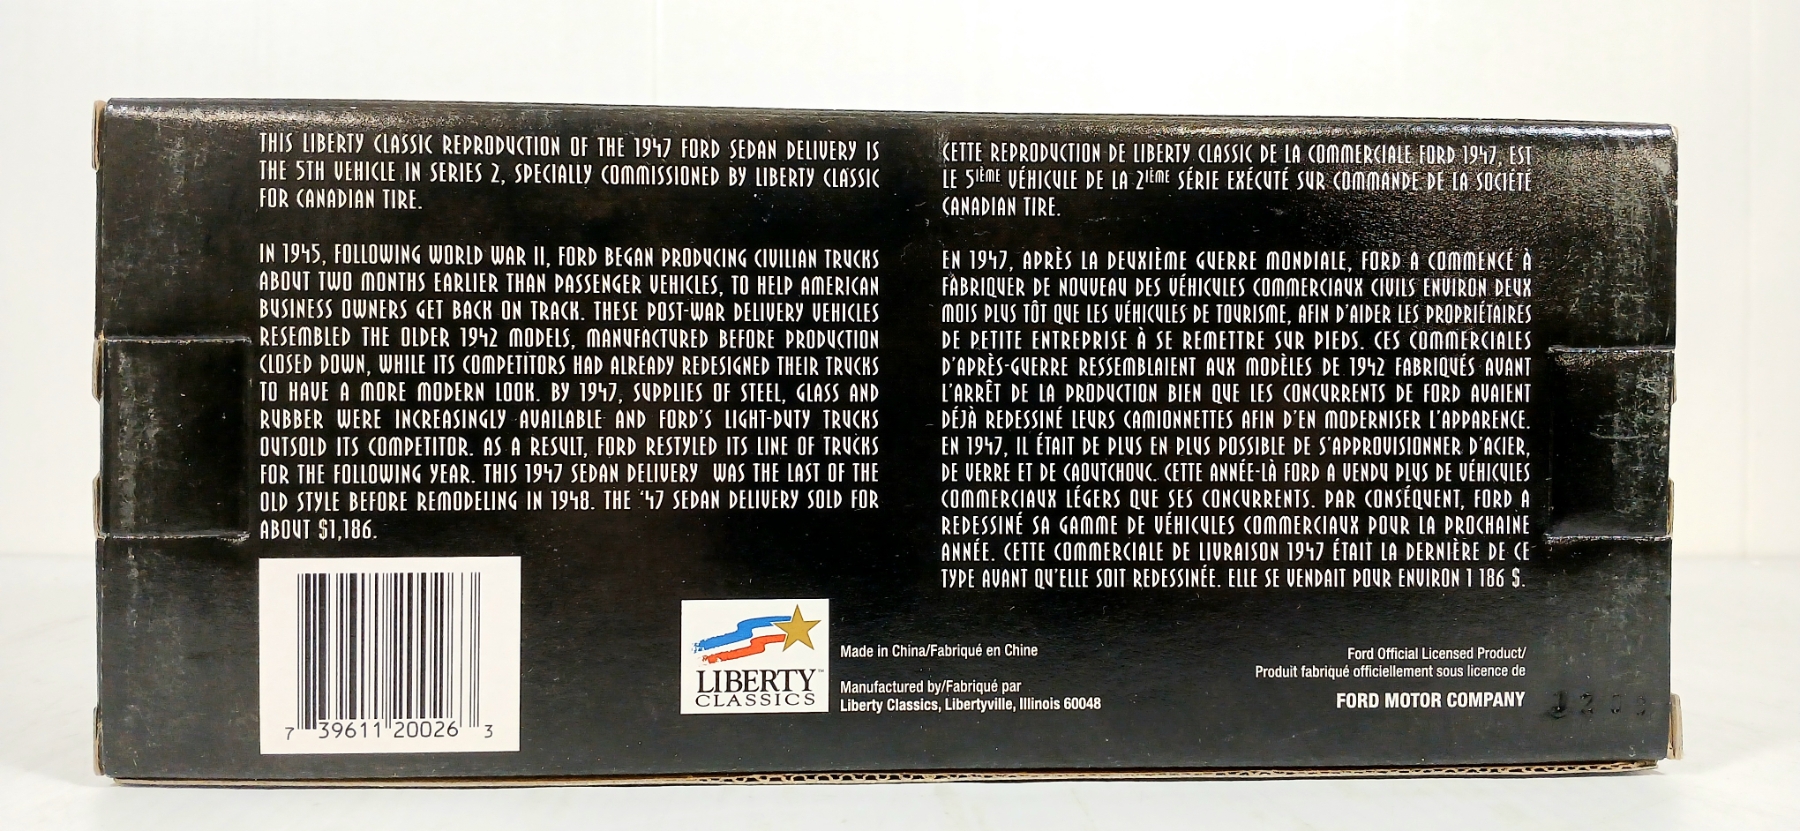 THIS LIBERTY CLASSIC REPRODUCTION OF THE 1947 FORD SEDAN DELIVERY IS
THE 5TH VEHICLE IN SERIES 2, SPECIALLY COMMISSIONED BY LIBERTY CLASSIC
FOR CANADIAN TIRE.
IN 1945, FOLLOWING WORLD WAR II, FORD BEGAN PRODUCING CIVILIAN TRUCKS
ABOUT TWO MONTHS EARLIER THAN PASSENGER VEHICLES, TO HELP AMERICAN
BUSINESS OWNERS GET BACK ON TRACK. THESE POST-WAR DELIVERY VEHICLES
RESEMBLED THE OLDER 1942 MODELS, MANUFACTURED BEFORE PRODUCTION
CLOSED DOWN, WHILE ITS COMPETITORS HAD ALREADY REDESIGNED THEIR TRUCKS
TO HAVE A MORE MODERN LOOK. BY 1947, SUPPLIES OF STEEL, GLASS AND
RUBBER WERE INCREASINGLY AVAILABLE AND FORD'S LIGHT-DUTY TRUCKS
OUTSOLD ITS COMPETITOR. AS A RESULT, FORD RESTYLED ITS LINE OF TRUCKS
FOR THE FOLLOWING YEAR. THIS 1947 SEDAN DELIVERY WAS THE LAST OF THE
OLD STYLE BEFORE REMODELING IN 1948. THE '47 SEDAN DELIVERY SOLD FOR
ABOUT $1,186.
CETTE REPRODUCTION DE LIBERTY CLASSIC DE LA COMMERCIALE FORD 1947, EST
LE 5IÈME VÉHICULE DE LA 2IÈME SÉRIE EXÉCUTÉ SUR COMMANDE DE LA SOCIÉTÉ
CANADIAN TIRE.
EN 1947, APRÈS LA DEUXIÈME GUERRE MONDIALE, FORD A COMMENCÉ À
FABRIQUER DE NOUVEAU DES VÉHICULES COMMERCIAUX CIVILS ENVIRON DEUX
MOIS PLUS TÔT QUE LES VÉHICULES DE TOURISME, AFIN D'AIDER LES PROPRIÉTAIRES
DE PETITE ENTREPRISE À SE REMETTRE SUR PIEDS. CES COMMERCIALES
D'APRÈS-GUERRE RESSEMBLAIENT AUX MODÈLES DE 1942 FABRIQUÉS AVANT
L'ARRÊT DE LA PRODUCTION BIEN QUE LES CONCURRENTS DE FORD AVAIENT
DÉJÀ REDESSINÉ LEURS CAMIONNETTES AFIN D'EN MODERNISER L'APPARENCE.
EN 1947, IL ÉTAIT DE PLUS EN PLUS POSSIBLE DE S'APPROVISIONNER D'ACIER,
DE VERRE ET DE CAOUTCHOUC. CETTE ANNÉE-LÀ FORD A VENDU PLUS DE VÉHICULES
COMMERCIAUX LÉGERS QUE SES CONCURRENTS. PAR CONSÉQUENT, FORD A
REDESSINÉ SA GAMME DE VÉHICULES COMMERCIAUX POUR LA PROCHAINE
ANNÉE. CETTE COMMERCIALE DE LIVRAISON 1947 ÉTAIT LA DERNIÈRE DE CE
TYPE AVANT QU'ELLE SOIT REDESSINÉE. ELLE SE VENDAIT POUR ENVIRON 1 186 $.
7 39611 20026 3
LIBERTY™
CLASSICS
Made in China/Fabriqué en Chine
Manufactured by/Fabriqué par
Liberty Classics, Libertyville, Illinois 60048
Ford Official Licensed Product/
Produit fabriqué officiellement sous licence de
FORD MOTOR COMPANY